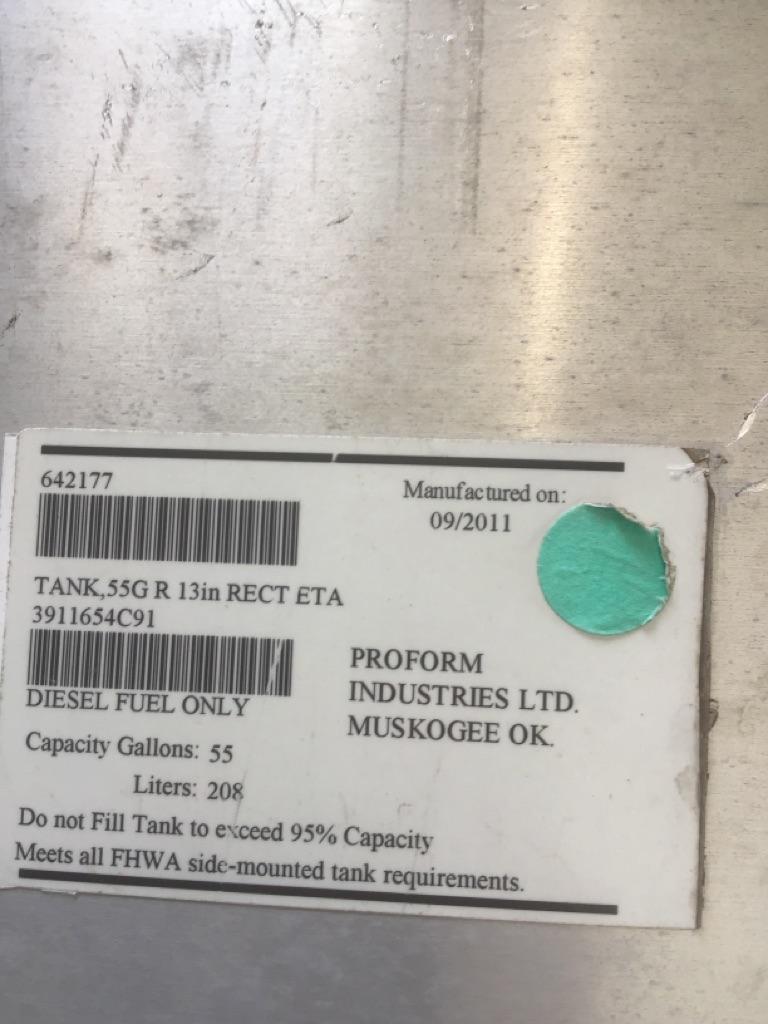 642177
Manufactured on:
09/2011
TANK,55G R 13in RECT ETA
3911654C91
PROFORM
INDUSTRIES LTD.
MUSKOGEE OK.
DIESEL FUEL ONLY
Capacity Gallons: 55
Liters: 208
Do not Fill Tank to exceed 95% Capacity
Meets all FHWA side-mounted tank requirements.